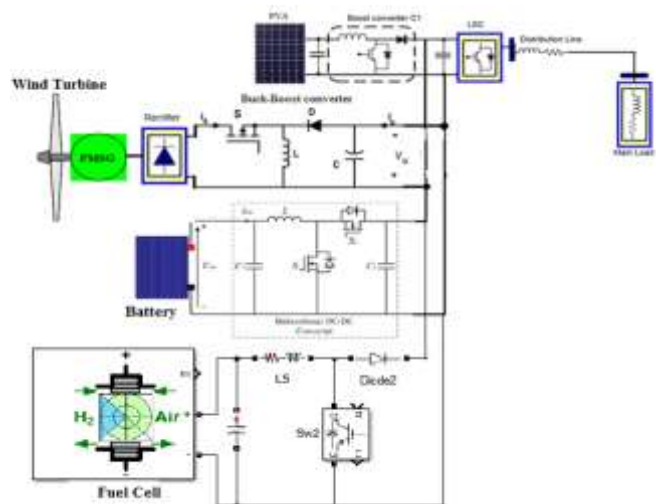 PVA
Boost converter C1
LSC
Distribution Line
Wind Turbine
Buck-Boost converter
Rectifier
S
D
PMSG
L
C
Main Load
L
Battery
Bidirectional DC-DC
Converter
L5
Diode2
H2
Air
+
-
Sw2
Fuel Cell